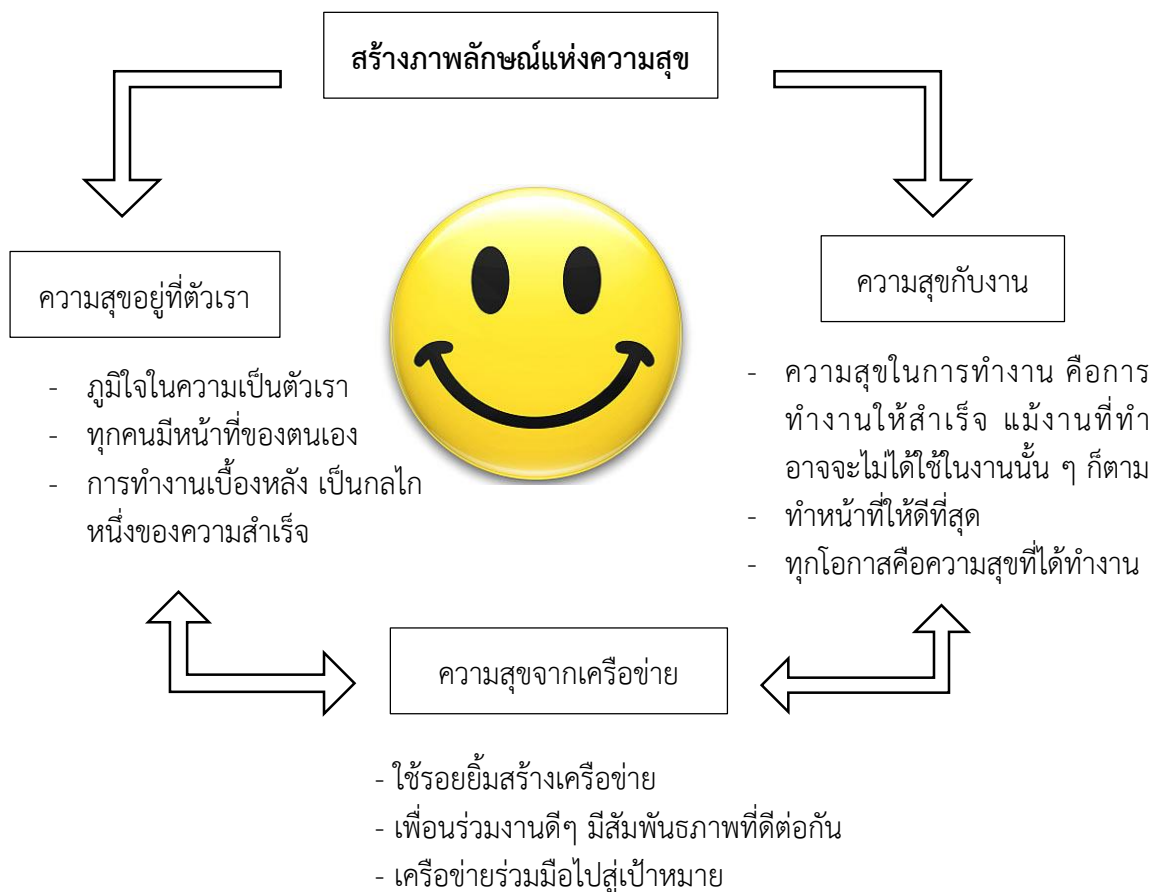 สร้างภาพลักษณ์แห่งความสุข
ความสุขอยู่ที่ตัวเรา
- ภูมิใจในความเป็นตัวเรา
- ทุกคนมีหน้าที่ของตนเอง
- การทำงานเบื้องหลัง เป็นกลไก
หนึ่งของความสำเร็จ
ความสุขกับงาน
- ความสุขในการทำงาน คือการ
ทำงานให้สำเร็จ แม้งานที่ทำ
อาจจะไม่ได้ใช้ในงานนั้น ๆ ก็ตาม
- ทำหน้าที่ให้ดีที่สุด
- ทุกโอกาสคือความสุขที่ได้ทำงาน
ความสุขจากเครือข่าย
- ใช้รอยยิ้มสร้างเครือข่าย
- เพื่อนร่วมงานดีๆ มีสัมพันธภาพที่ดีต่อกัน
- เครือข่ายร่วมมือไปสู่เป้าหมาย